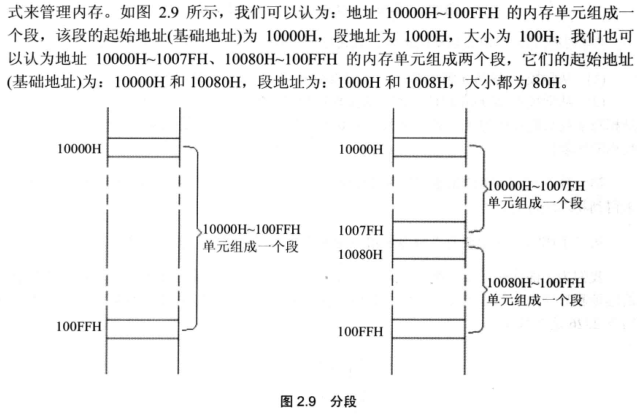 式来管理内存。如图 2.9 所示，我们可以认为：地址 10000H~100FFH 的内存单元组成一
个段，该段的起始地址(基础地址)为 10000H，段地址为 1000H，大小为 100H；我们也可
以认为地址 10000H~1007FH、10080H~100FFH 的内存单元组成两个段，它们的起始地址
(基础地址)为：10000H 和 10080H，段地址为：1000H 和 1008H，大小都为 80H。
10000H
10000H~100FFH
单元组成一个段
100FFH
10000H
10000H~1007FH
单元组成一个段
1007FH
10080H
10080H~100FFH
单元组成一个段
100FFH
图 2.9 分段